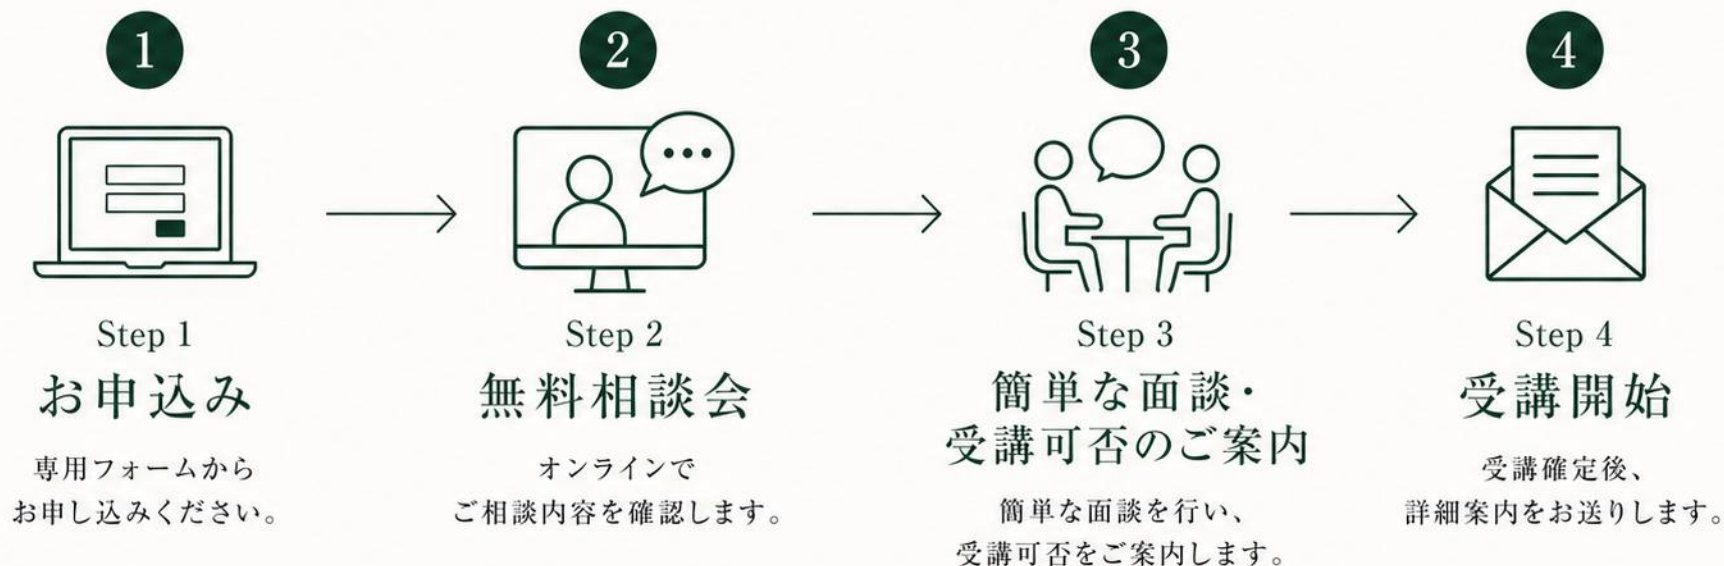 1
Step 1
お申込み
専用フォームから
お申し込みください。
2
Step 2
無料相談会
オンラインで
ご相談内容を確認します。
3
Step 3
簡単な面談・
受講可否のご案内
簡単な面談を行い、
受講可否をご案内します。
4
Step 4
受講開始
受講確定後、
詳細案内をお送りします。